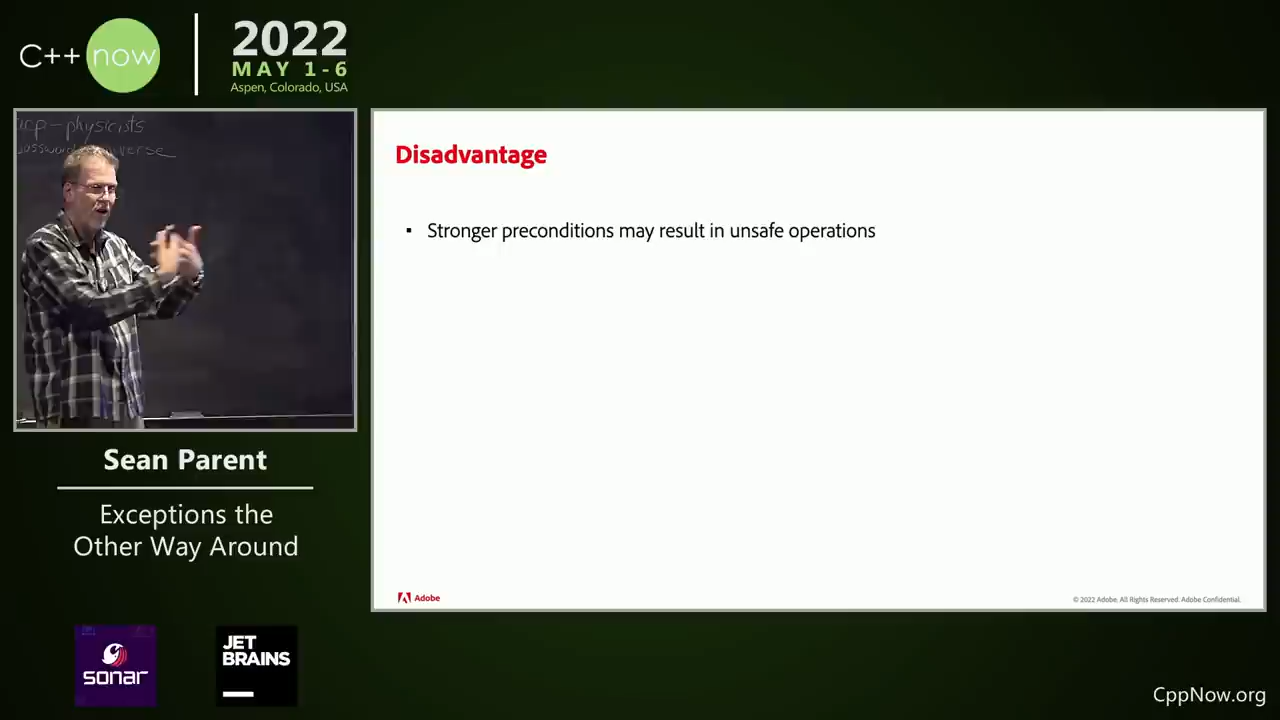 C++ now
2022
MAY 1-6
Aspen, Colorado, USA
physicists
Sean Parent
Exceptions the
Other Way Around
sonar
JET
BRAINS
Disadvantage
▪ Stronger preconditions may result in unsafe operations
Adobe
© 2022 Adobe. All Rights Reserved. Adobe Confidential.
CppNow.org